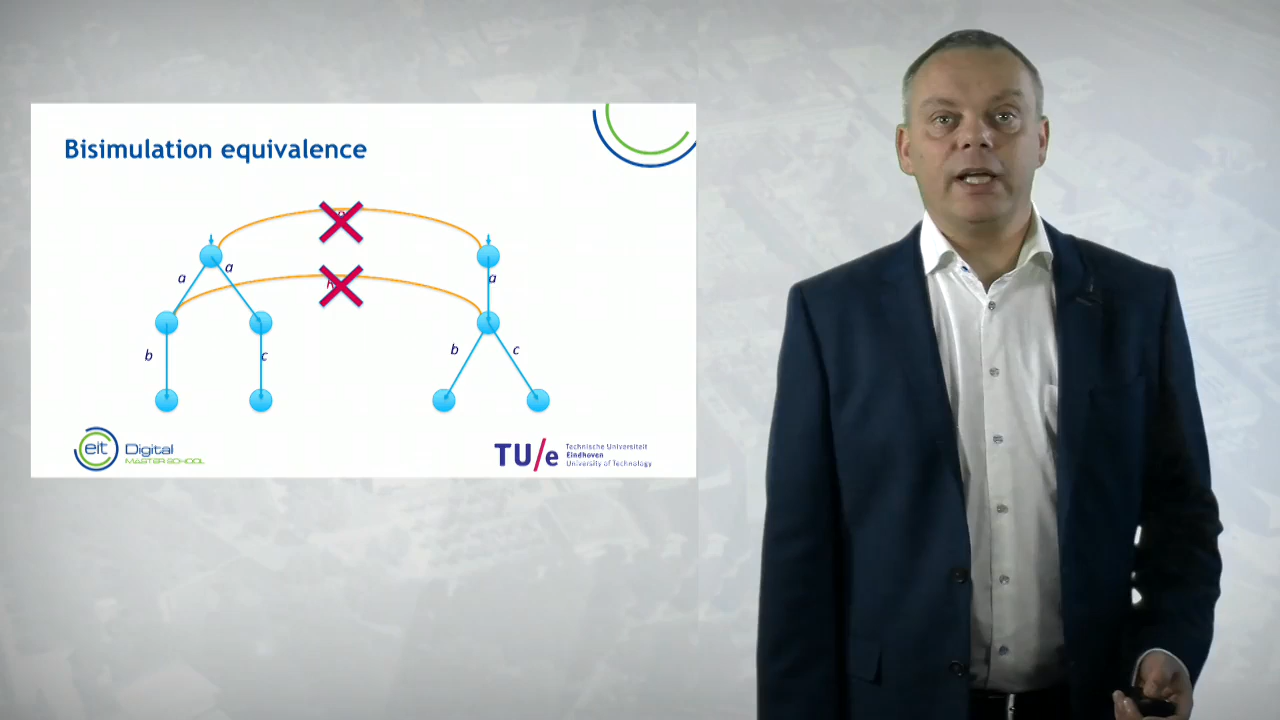 Bisimulation equivalence
a
a
a
b
c
b
c
eit Digital
MASTER SCHOOL
TU/e
Technische Universiteit
Eindhoven
University of Technology